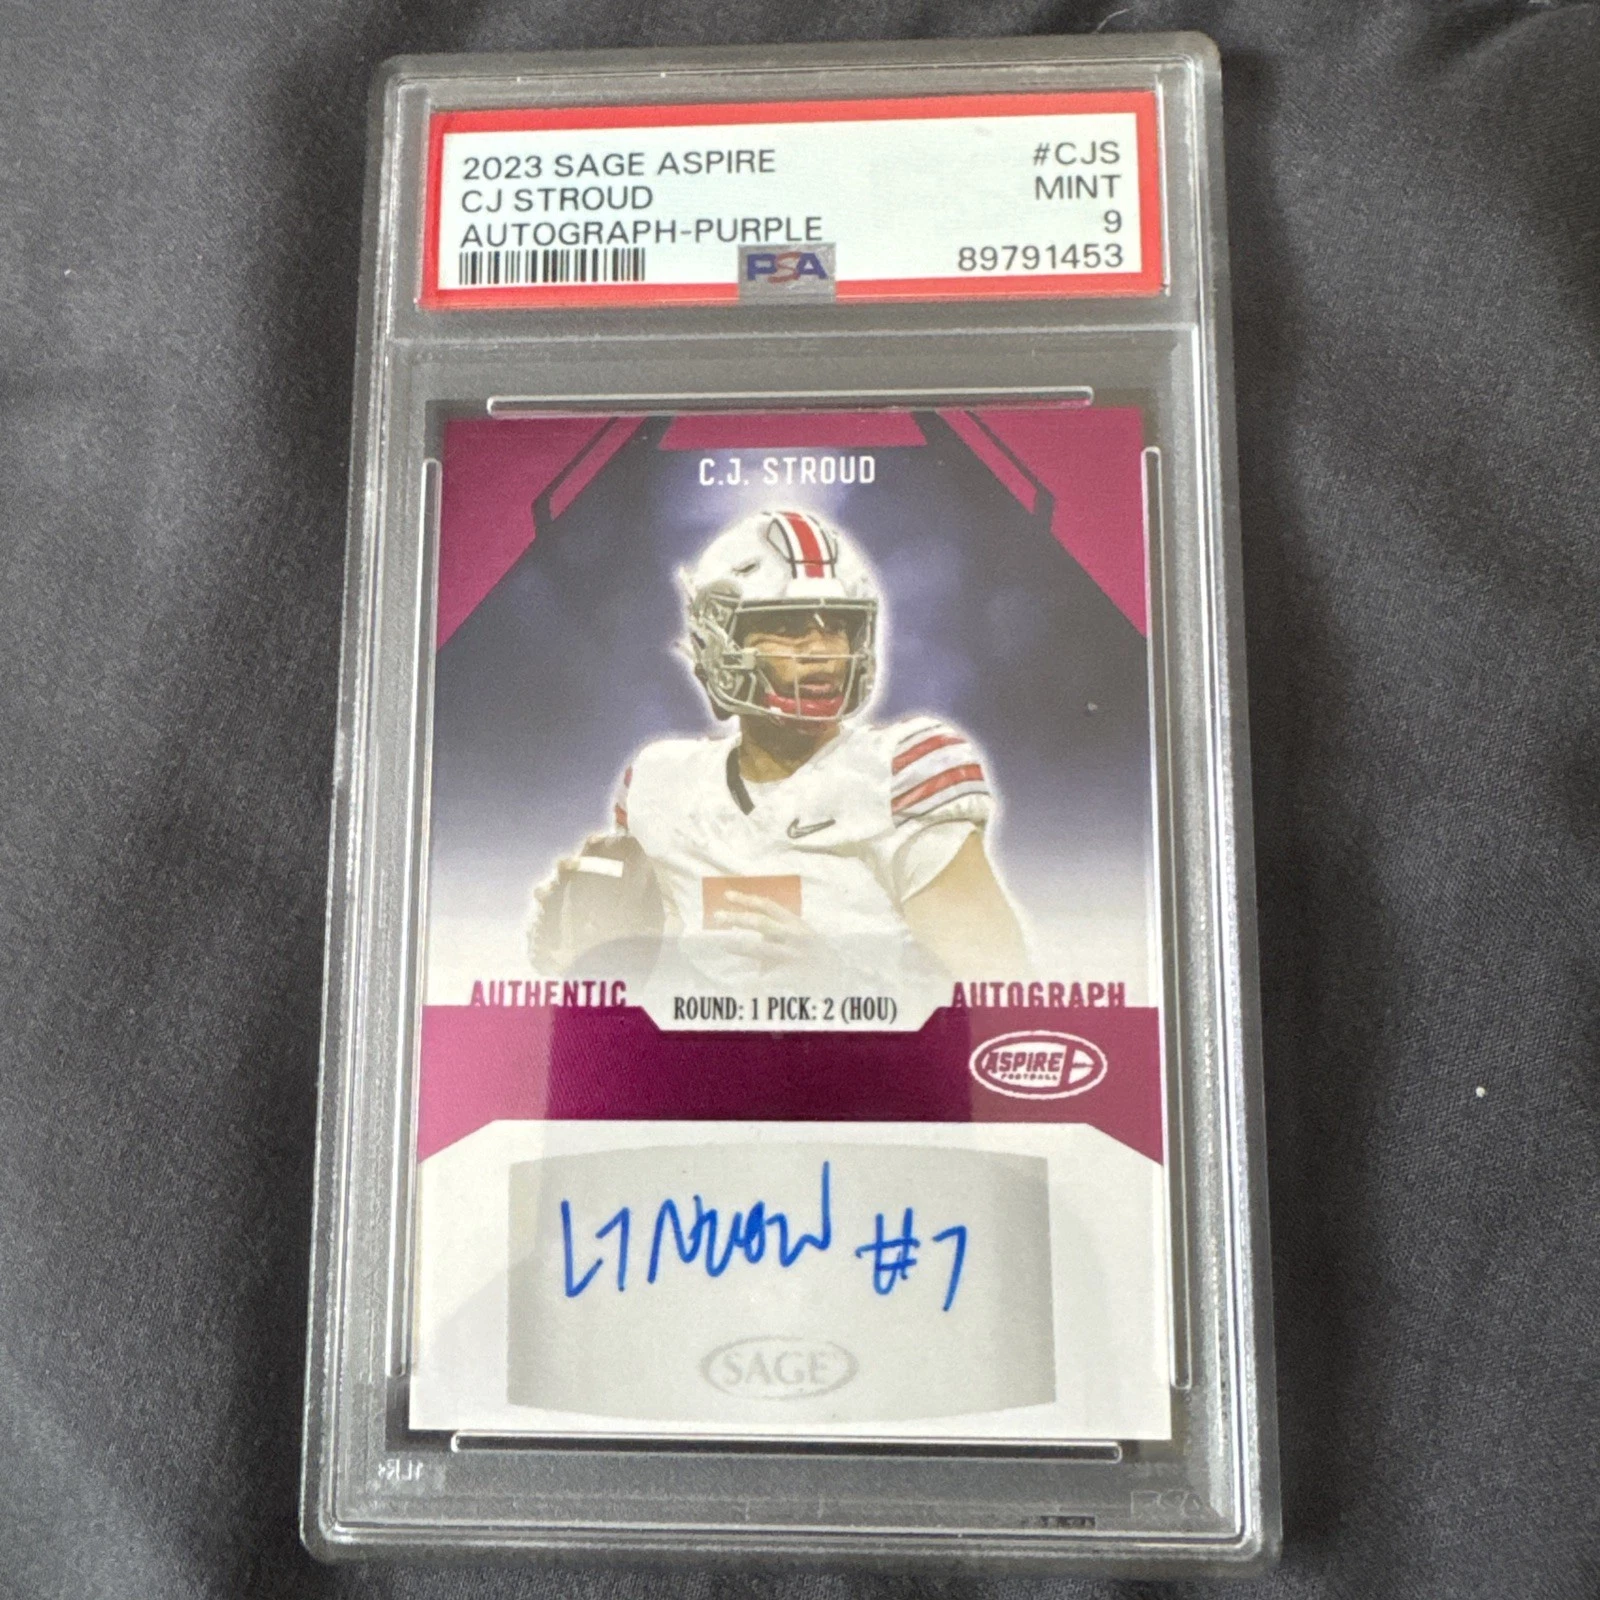 2023 SAGE ASPIRE #CJS
CJ STROUD MINT
AUTOGRAPH-PURPLE 9
PSA 89791453
C.J. STROUD
AUTHENTIC AUTOGRAPH
ROUND: 1 PICK: 2 (HOU)
ASPIRE
FOOTBALL
#7
SAGE